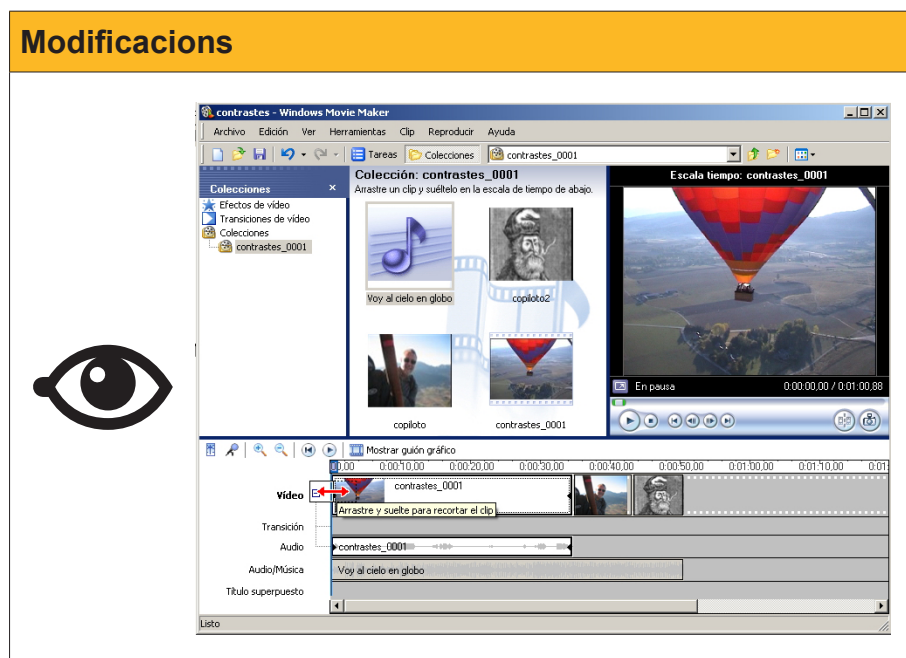 Modificacions
contrastes - Windows Movie Maker
Archivo Edición Ver Herramientas Clip Reproducir Ayuda
Tareas Colecciones contrastes_0001
Colecciones ×
Efectos de vídeo
Transiciones de vídeo
Colecciones
contrastes_0001
Colección: contrastes_0001
Arrastre un clip y suéltelo en la escala de tiempo de abajo.
Voy al cielo en globo
copiloto2
copiloto
contrastes_0001
Escala tiempo: contrastes_0001
En pausa 0:00:00,00 / 0:01:00,88
Mostrar guión gráfico
0,00 0:00:10,00 0:00:20,00 0:00:30,00 0:00:40,00 0:00:50,00 0:01:00,00 0:01:10,00 0:01:
Vídeo contrastes_0001
Arrastre y suelte para recortar el clip
Transición
Audio contrastes_0001
Audio/Música Voy al cielo en globo
Título superpuesto
Listo